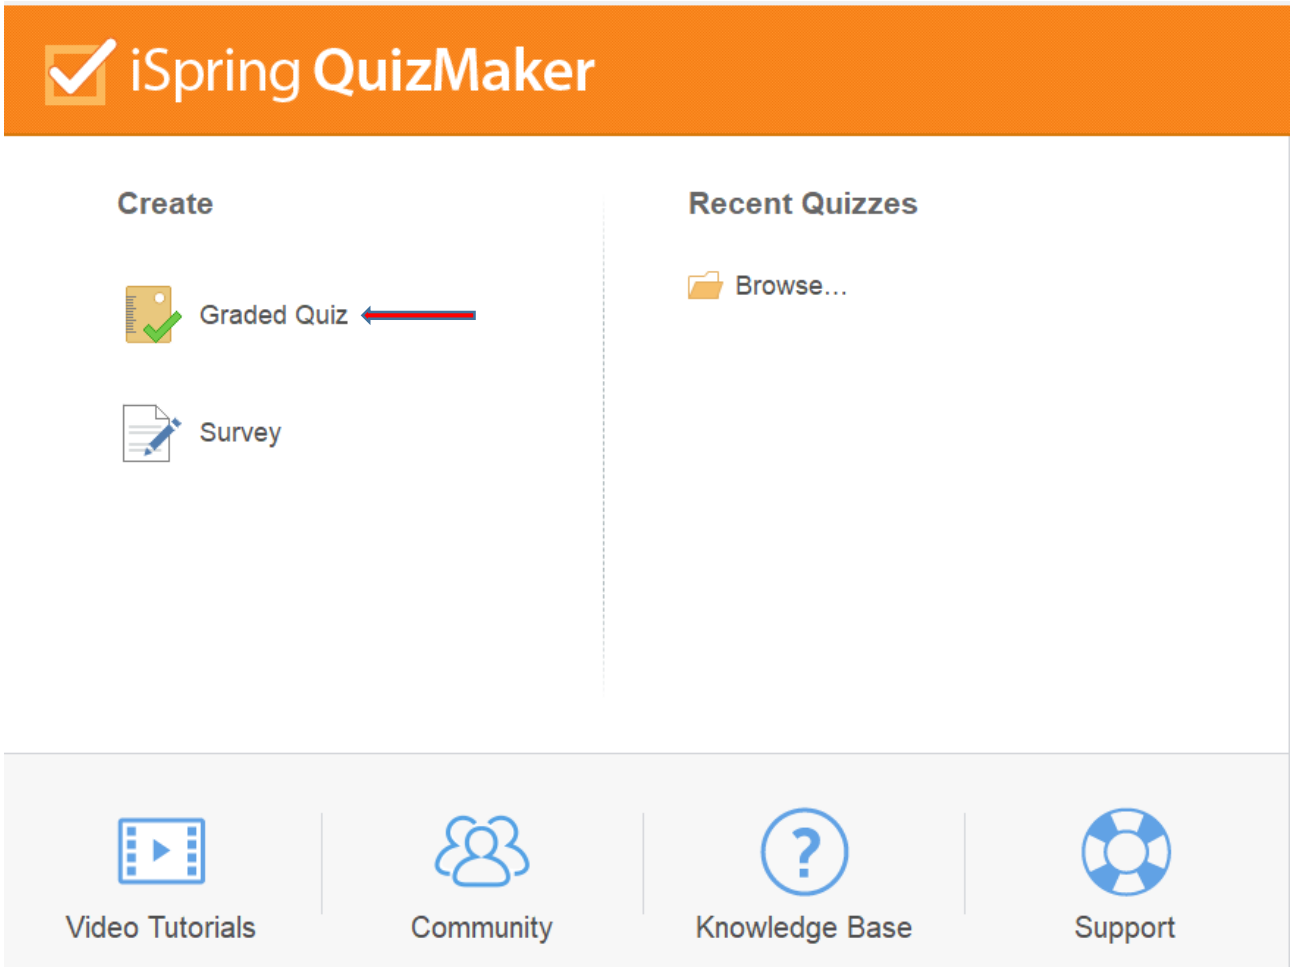 iSpring QuizMaker
Create
Graded Quiz
Survey
Recent Quizzes
Browse...
Video Tutorials
Community
Knowledge Base
Support